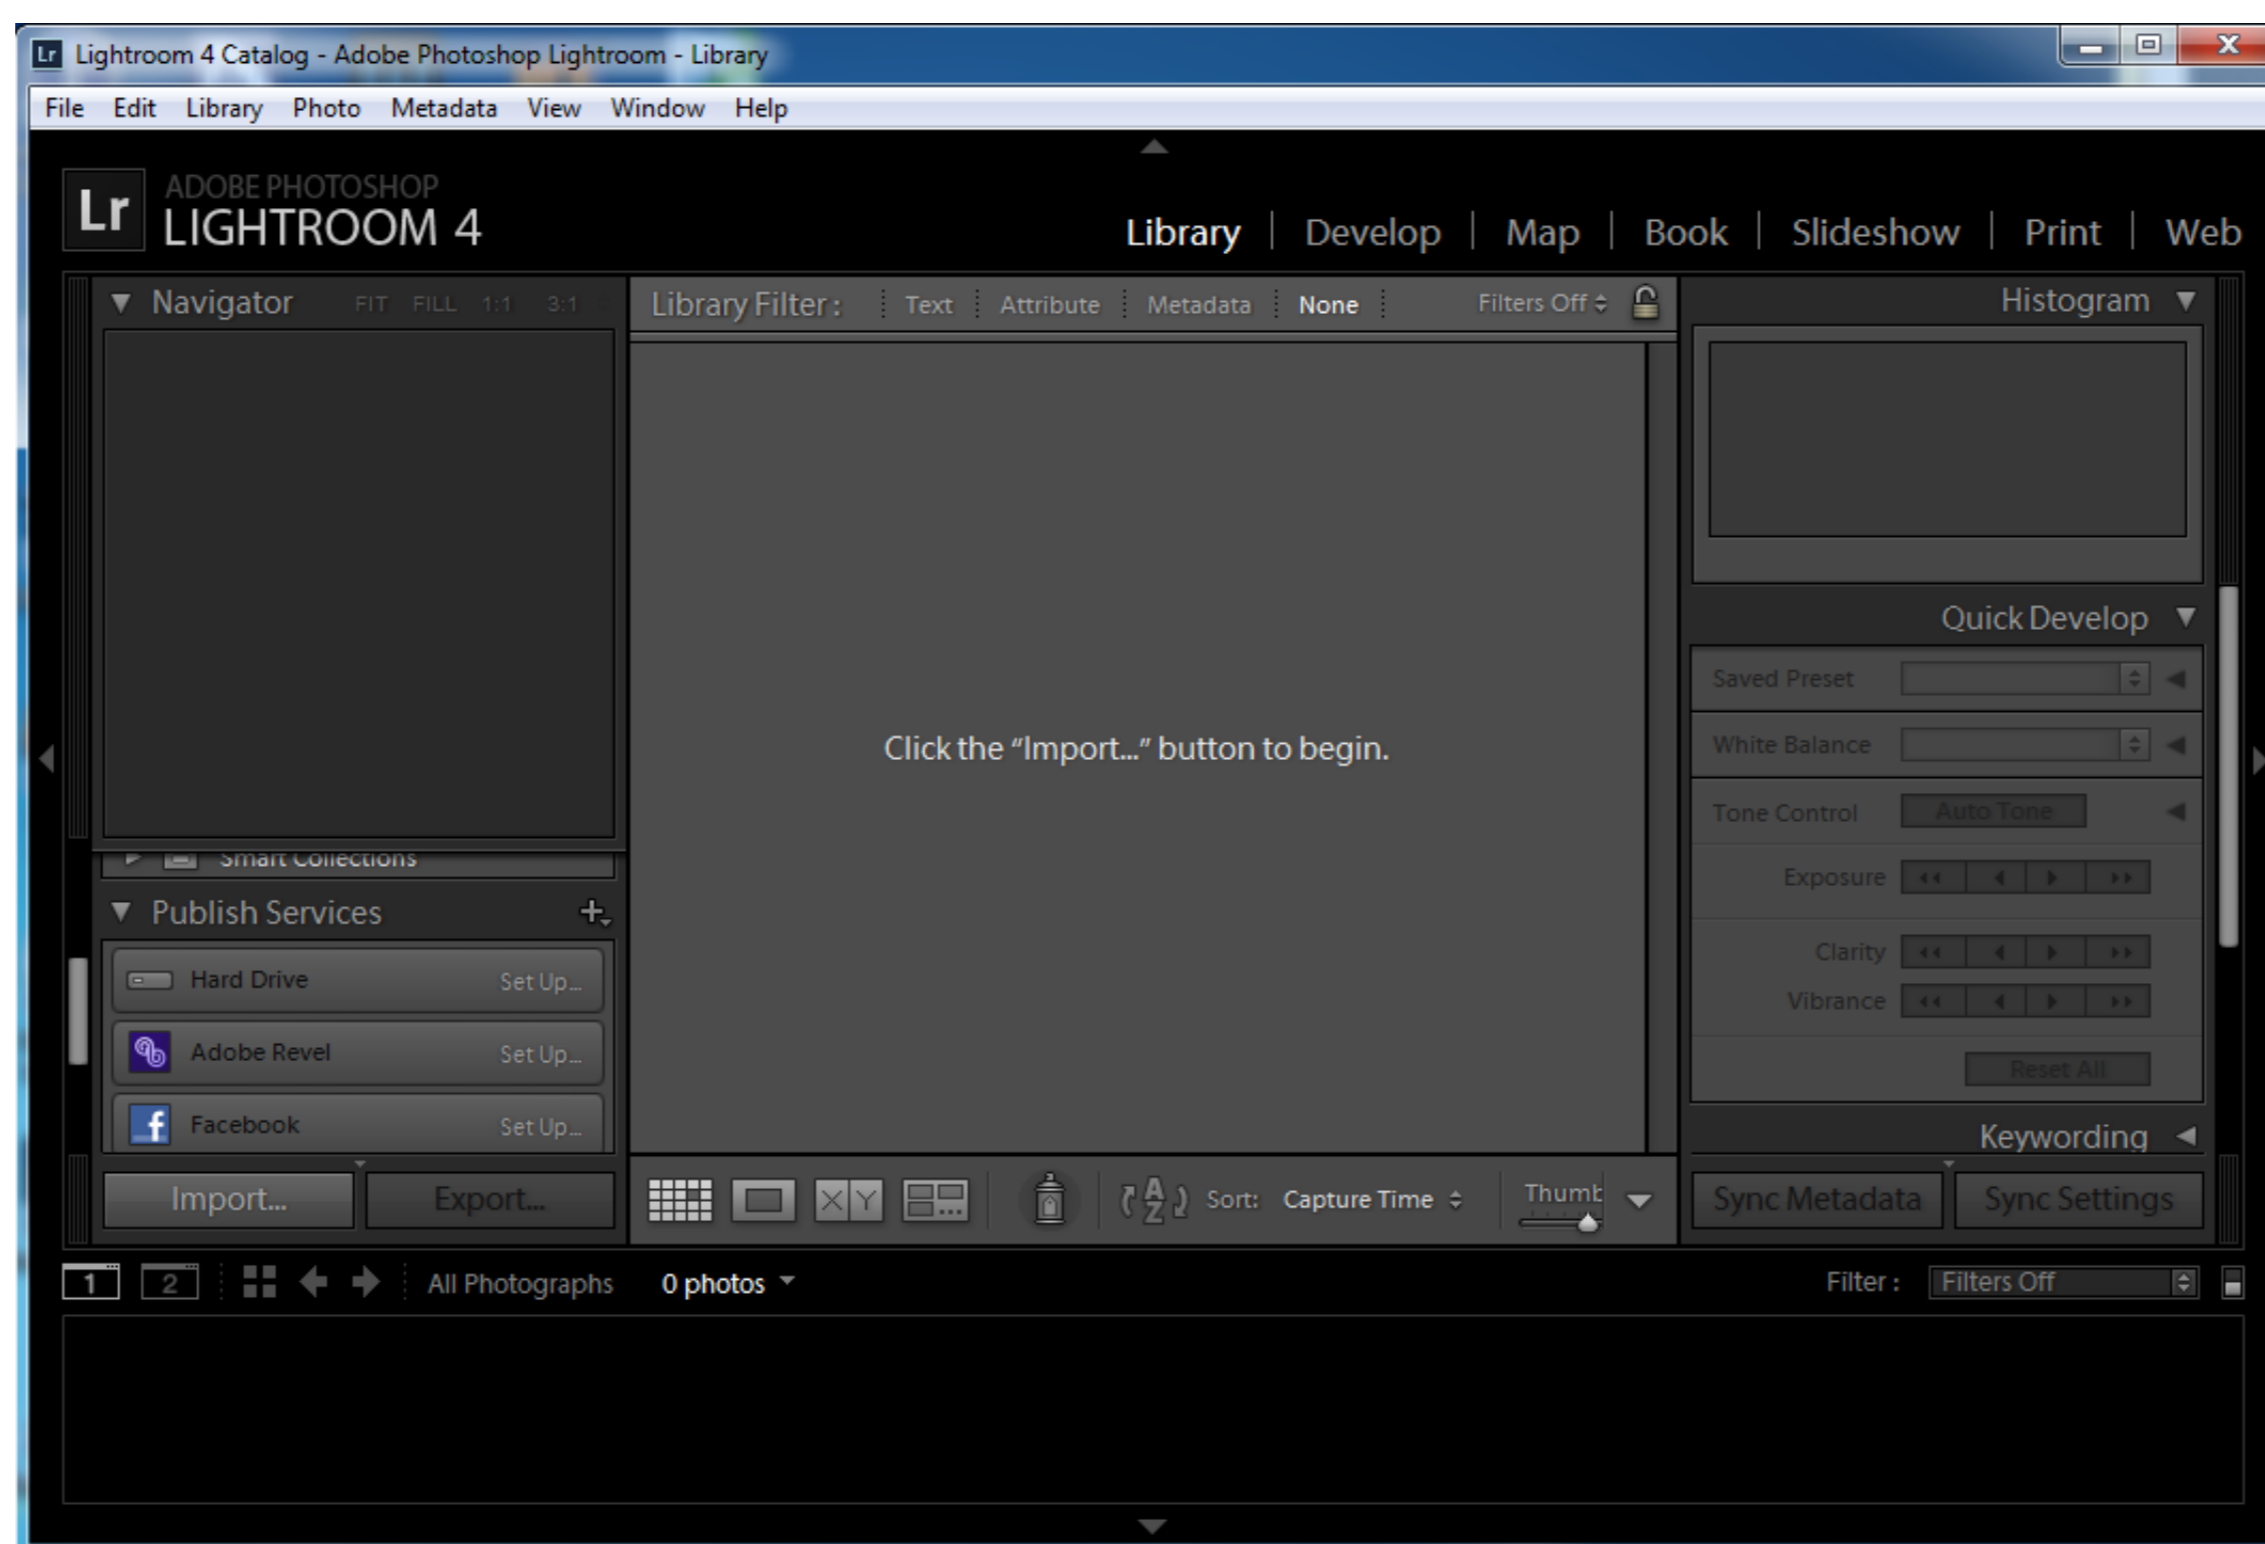 Lr Lightroom 4 Catalog - Adobe Photoshop Lightroom - Library
File Edit Library Photo Metadata View Window Help
Lr ADOBE PHOTOSHOP
LIGHTROOM 4
Library | Develop | Map | Book | Slideshow | Print | Web
Navigator FIT FILL 1:1 3:1
Library Filter: Text Attribute Metadata None Filters Off
Histogram
Quick Develop
Saved Preset
White Balance
Tone Control Auto Tone
Exposure
Clarity
Vibrance
Reset All
Keywording
Click the “Import...” button to begin.
Smart Collections
Publish Services
Hard Drive Set Up...
Adobe Revel Set Up...
f Facebook Set Up...
Import... Export...
X Y
A
Z
Sort: Capture Time
Thumb
Sync Metadata Sync Settings
1 2 All Photographs 0 photos
Filter: Filters Off